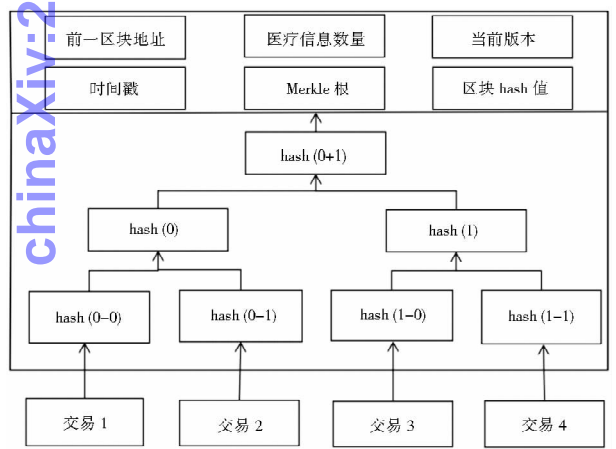 前一区块地址 医疗信息数量 当前版本
时间戳 Merkle 根 区块 hash 值
hash (0+1)
hash (0) hash (1)
hash (0-0) hash (0-1) hash (1-0) hash (1-1)
交易 1 交易 2 交易 3 交易 4
chinaXiv:2